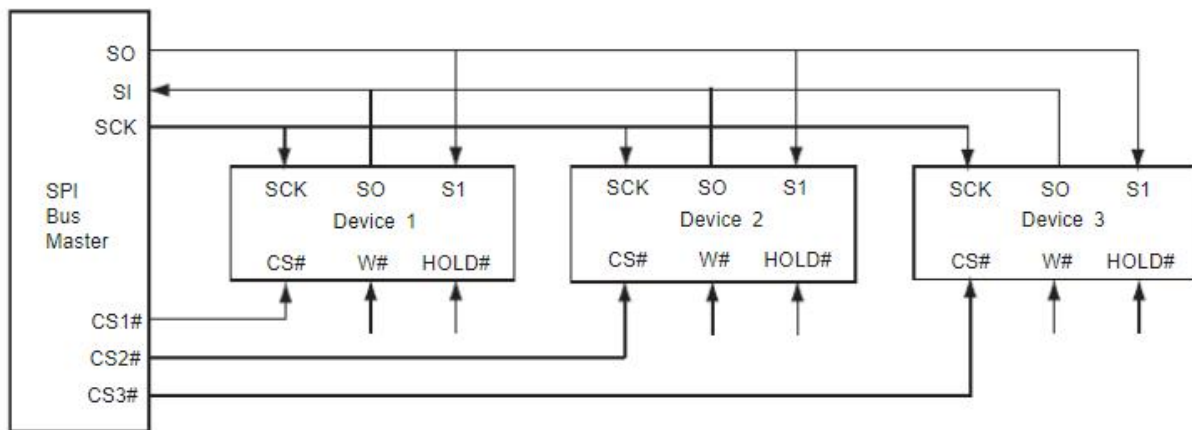 SO
SI
SCK
SPI
Bus
Master
CS1#
CS2#
CS3#
SCK SO S1
Device 1
CS# W# HOLD#
SCK SO S1
Device 2
CS# W# HOLD#
SCK SO S1
Device 3
CS# W# HOLD#